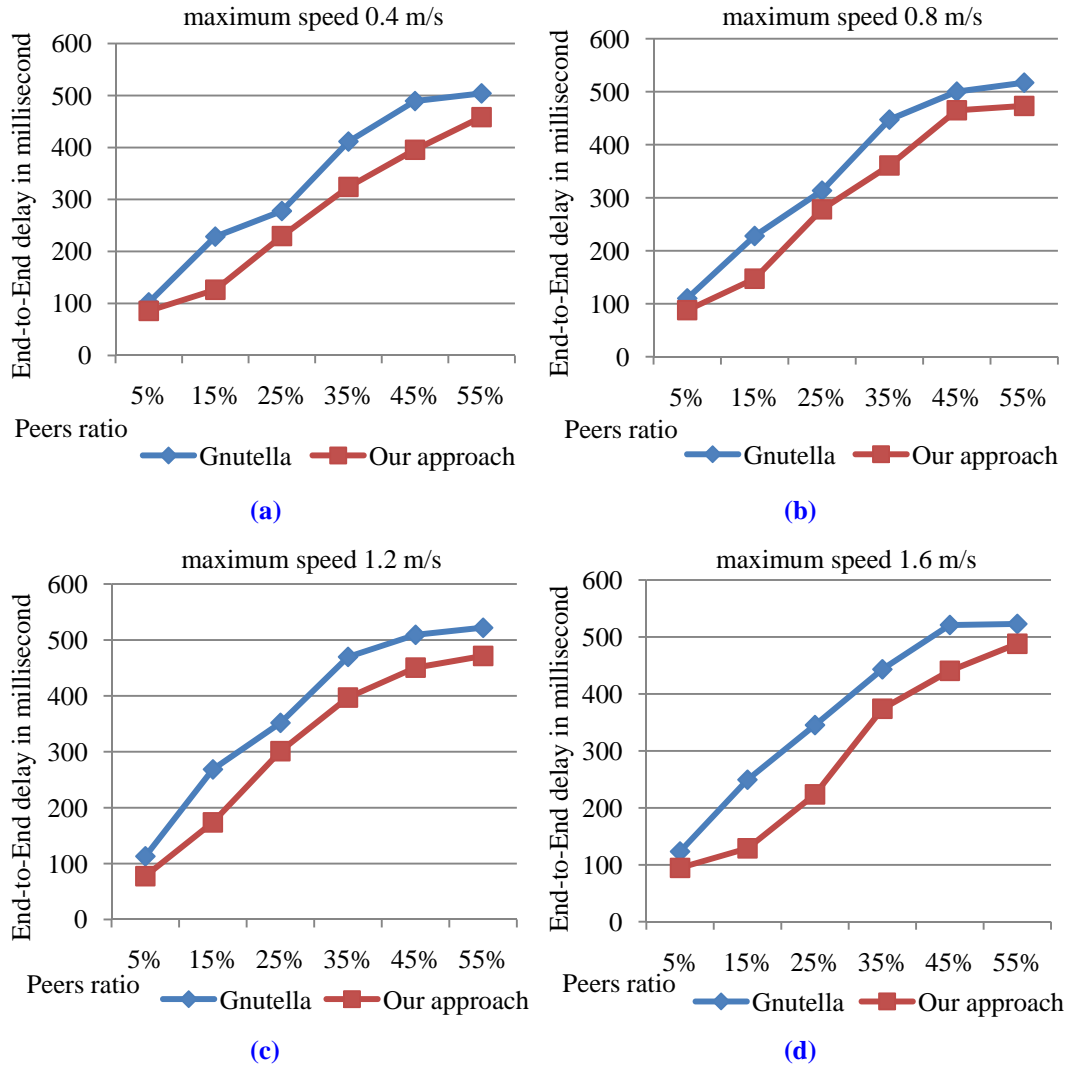 maximum speed 0.4 m/s
End-to-End delay in millisecond
600
500
400
300
200
100
0
5% 15% 25% 35% 45% 55%
Peers ratio
Gnutella Our approach
(a)
maximum speed 0.8 m/s
End-to-End delay in millisecond
600
500
400
300
200
100
0
5% 15% 25% 35% 45% 55%
Peers ratio
Gnutella Our approach
(b)
maximum speed 1.2 m/s
End-to-End delay in millisecond
600
500
400
300
200
100
0
5% 15% 25% 35% 45% 55%
Peers ratio
Gnutella Our approach
(c)
maximum speed 1.6 m/s
End-to-End delay in millisecond
600
500
400
300
200
100
0
5% 15% 25% 35% 45% 55%
Peers ratio
Gnutella Our approach
(d)